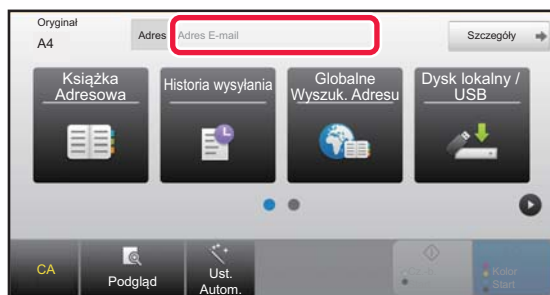 Oryginał
A4
Adres
Adres E-mail
Szczegóły
Książka
Adresowa
Historia wysyłania
Globalne
Wyszuk. Adresu
Dysk lokalny /
USB
CA
Podgląd
Ust.
Autom.
Kolor
Start